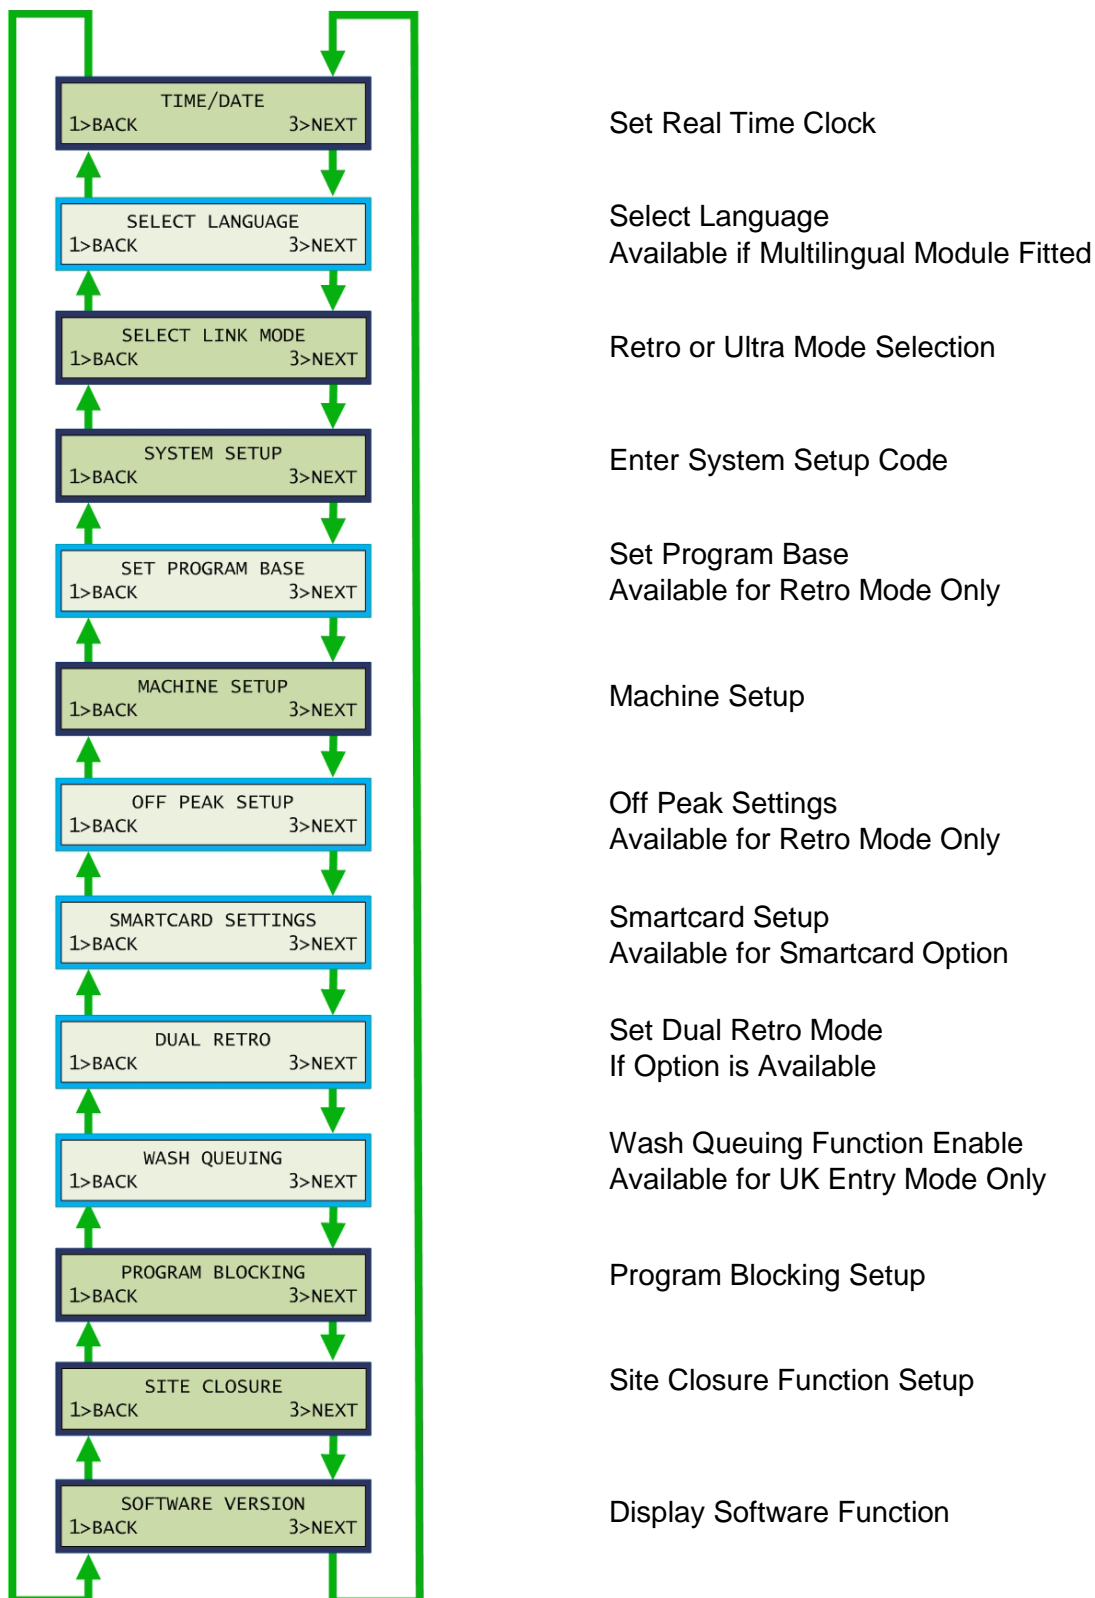 TIME/DATE
1>BACK 3>NEXT
Set Real Time Clock
SELECT LANGUAGE
1>BACK 3>NEXT
Select Language
Available if Multilingual Module Fitted
SELECT LINK MODE
1>BACK 3>NEXT
Retro or Ultra Mode Selection
SYSTEM SETUP
1>BACK 3>NEXT
Enter System Setup Code
SET PROGRAM BASE
1>BACK 3>NEXT
Set Program Base
Available for Retro Mode Only
MACHINE SETUP
1>BACK 3>NEXT
Machine Setup
OFF PEAK SETUP
1>BACK 3>NEXT
Off Peak Settings
Available for Retro Mode Only
SMARTCARD SETTINGS
1>BACK 3>NEXT
Smartcard Setup
Available for Smartcard Option
DUAL RETRO
1>BACK 3>NEXT
Set Dual Retro Mode
If Option is Available
WASH QUEUING
1>BACK 3>NEXT
Wash Queuing Function Enable
Available for UK Entry Mode Only
PROGRAM BLOCKING
1>BACK 3>NEXT
Program Blocking Setup
SITE CLOSURE
1>BACK 3>NEXT
Site Closure Function Setup
SOFTWARE VERSION
1>BACK 3>NEXT
Display Software Function